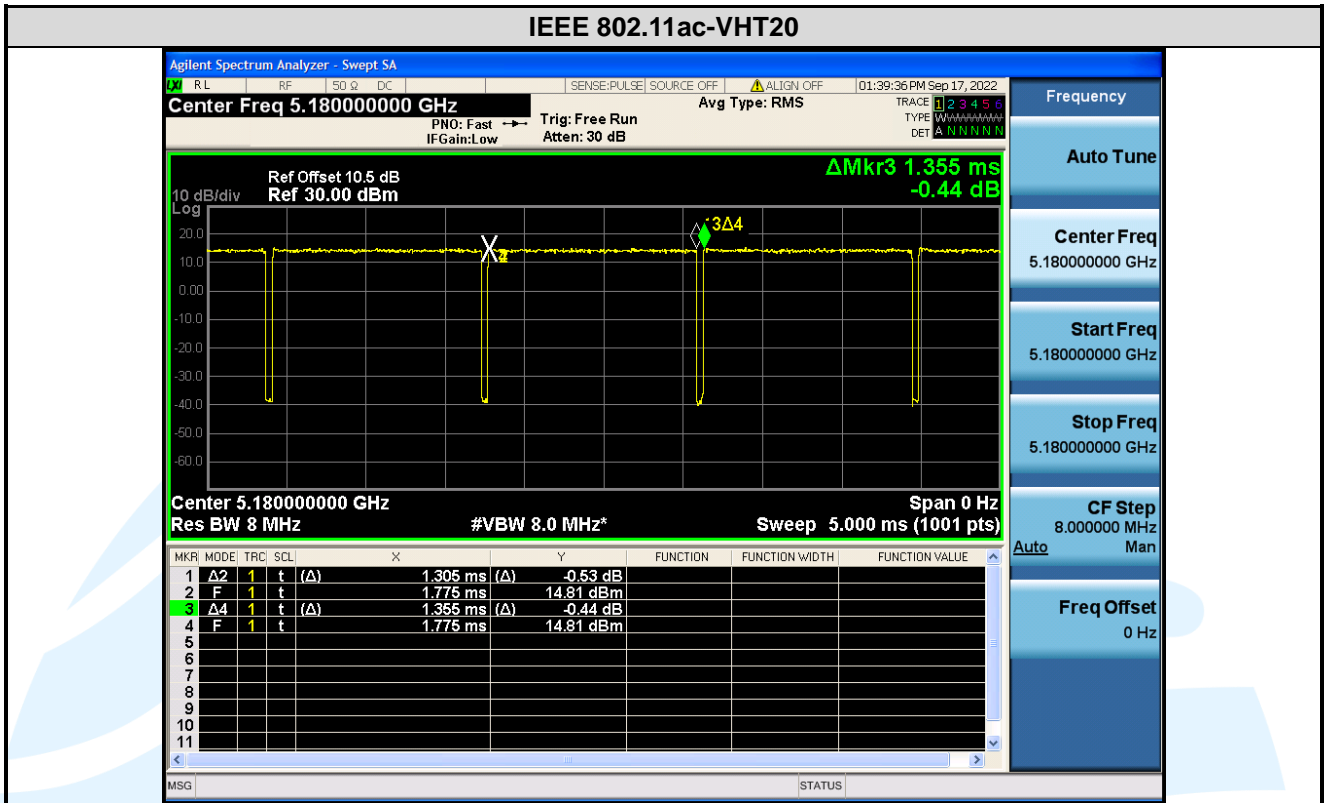 IEEE 802.11ac-VHT20
Agilent Spectrum Analyzer - Swept SA
LXI RL RF 50 Ω DC SENSE:PULSE SOURCE OFF ALIGN OFF 01:39:36 PM Sep 17, 2022
Center Freq 5.180000000 GHz
PNO: Fast
IFGain:Low
Trig: Free Run
Atten: 30 dB
Avg Type: RMS
TRACE 1 2 3 4 5 6
TYPE W
DET A N N N N N
ΔMkr3 1.355 ms
-0.44 dB
Ref Offset 10.5 dB
10 dB/div Ref 30.00 dBm
Log
20.0
10.0
0.00
-10.0
-20.0
-30.0
-40.0
-50.0
-60.0
3Δ4
Center 5.180000000 GHz Span 0 Hz
Res BW 8 MHz #VBW 8.0 MHz* Sweep 5.000 ms (1001 pts)
MKR MODE TRC SCL X Y FUNCTION FUNCTION WIDTH FUNCTION VALUE
1 Δ2 1 t (Δ) 1.305 ms (Δ) -0.53 dB
2 F 1 t 1.775 ms 14.81 dBm
3 Δ4 1 t (Δ) 1.355 ms (Δ) -0.44 dB
4 F 1 t 1.775 ms 14.81 dBm
5
6
7
8
9
10
11
MSG STATUS
Frequency
Auto Tune
Center Freq
5.180000000 GHz
Start Freq
5.180000000 GHz
Stop Freq
5.180000000 GHz
CF Step
8.000000 MHz
Auto Man
Freq Offset
0 Hz